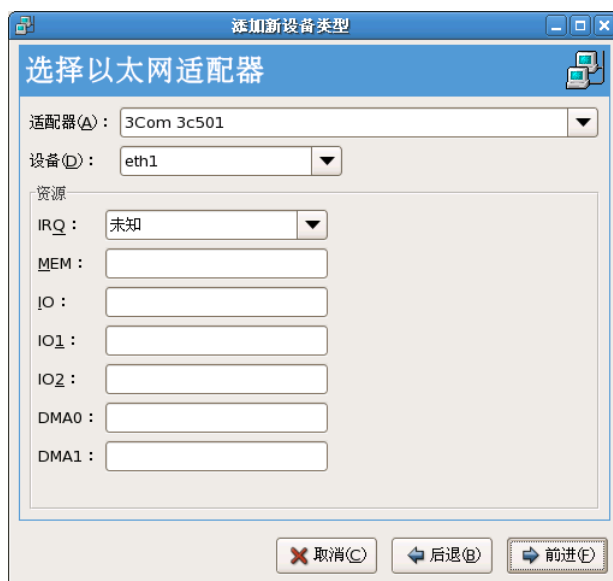 添加新设备类型
选择以太网适配器
适配器(A)： 3Com 3c501
设备(D)： eth1
资源
IRQ： 未知
MEM：
IO：
IO1：
IO2：
DMA0：
DMA1：
取消(C) 后退(B) 前进(F)